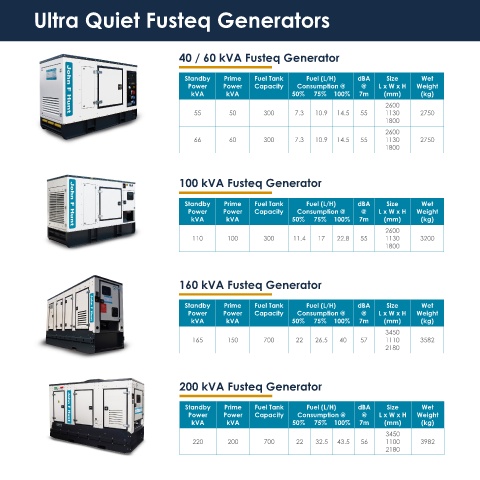 Ultra Quiet Fusteq Generators
40 / 60 kVA Fusteq Generator
Standby Power kVA | Prime Power kVA | Fuel Tank Capacity | Fuel (L/H) Consumption @ 50% 75% 100% | dBA @ 7m | Size L x W x H (mm) | Wet Weight (kg)
55 | 50 | 300 | 7.3 | 10.9 | 14.5 | 55 | 2600 1130 1800 | 2750
66 | 60 | 300 | 7.3 | 10.9 | 14.5 | 55 | 2600 1130 1800 | 2750
John F Hunt
100 kVA Fusteq Generator
Standby Power kVA | Prime Power kVA | Fuel Tank Capacity | Fuel (L/H) Consumption @ 50% 75% 100% | dBA @ 7m | Size L x W x H (mm) | Wet Weight (kg)
110 | 100 | 300 | 11.4 | 17 | 22.8 | 55 | 2600 1130 1800 | 3200
John F Hunt
160 kVA Fusteq Generator
Standby Power kVA | Prime Power kVA | Fuel Tank Capacity | Fuel (L/H) Consumption @ 50% 75% 100% | dBA @ 7m | Size L x W x H (mm) | Wet Weight (kg)
165 | 150 | 700 | 22 | 26.5 | 40 | 57 | 3450 1110 2180 | 3582
200 kVA Fusteq Generator
Standby Power kVA | Prime Power kVA | Fuel Tank Capacity | Fuel (L/H) Consumption @ 50% 75% 100% | dBA @ 7m | Size L x W x H (mm) | Wet Weight (kg)
220 | 200 | 700 | 22 | 32.5 | 43.5 | 56 | 3450 1100 2180 | 3982